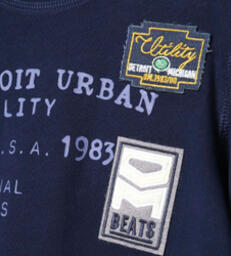 Utility
DETROIT MICHIGAN
OIT URBAN
LITY
.S.A. 1983
NAL
S
BEATS